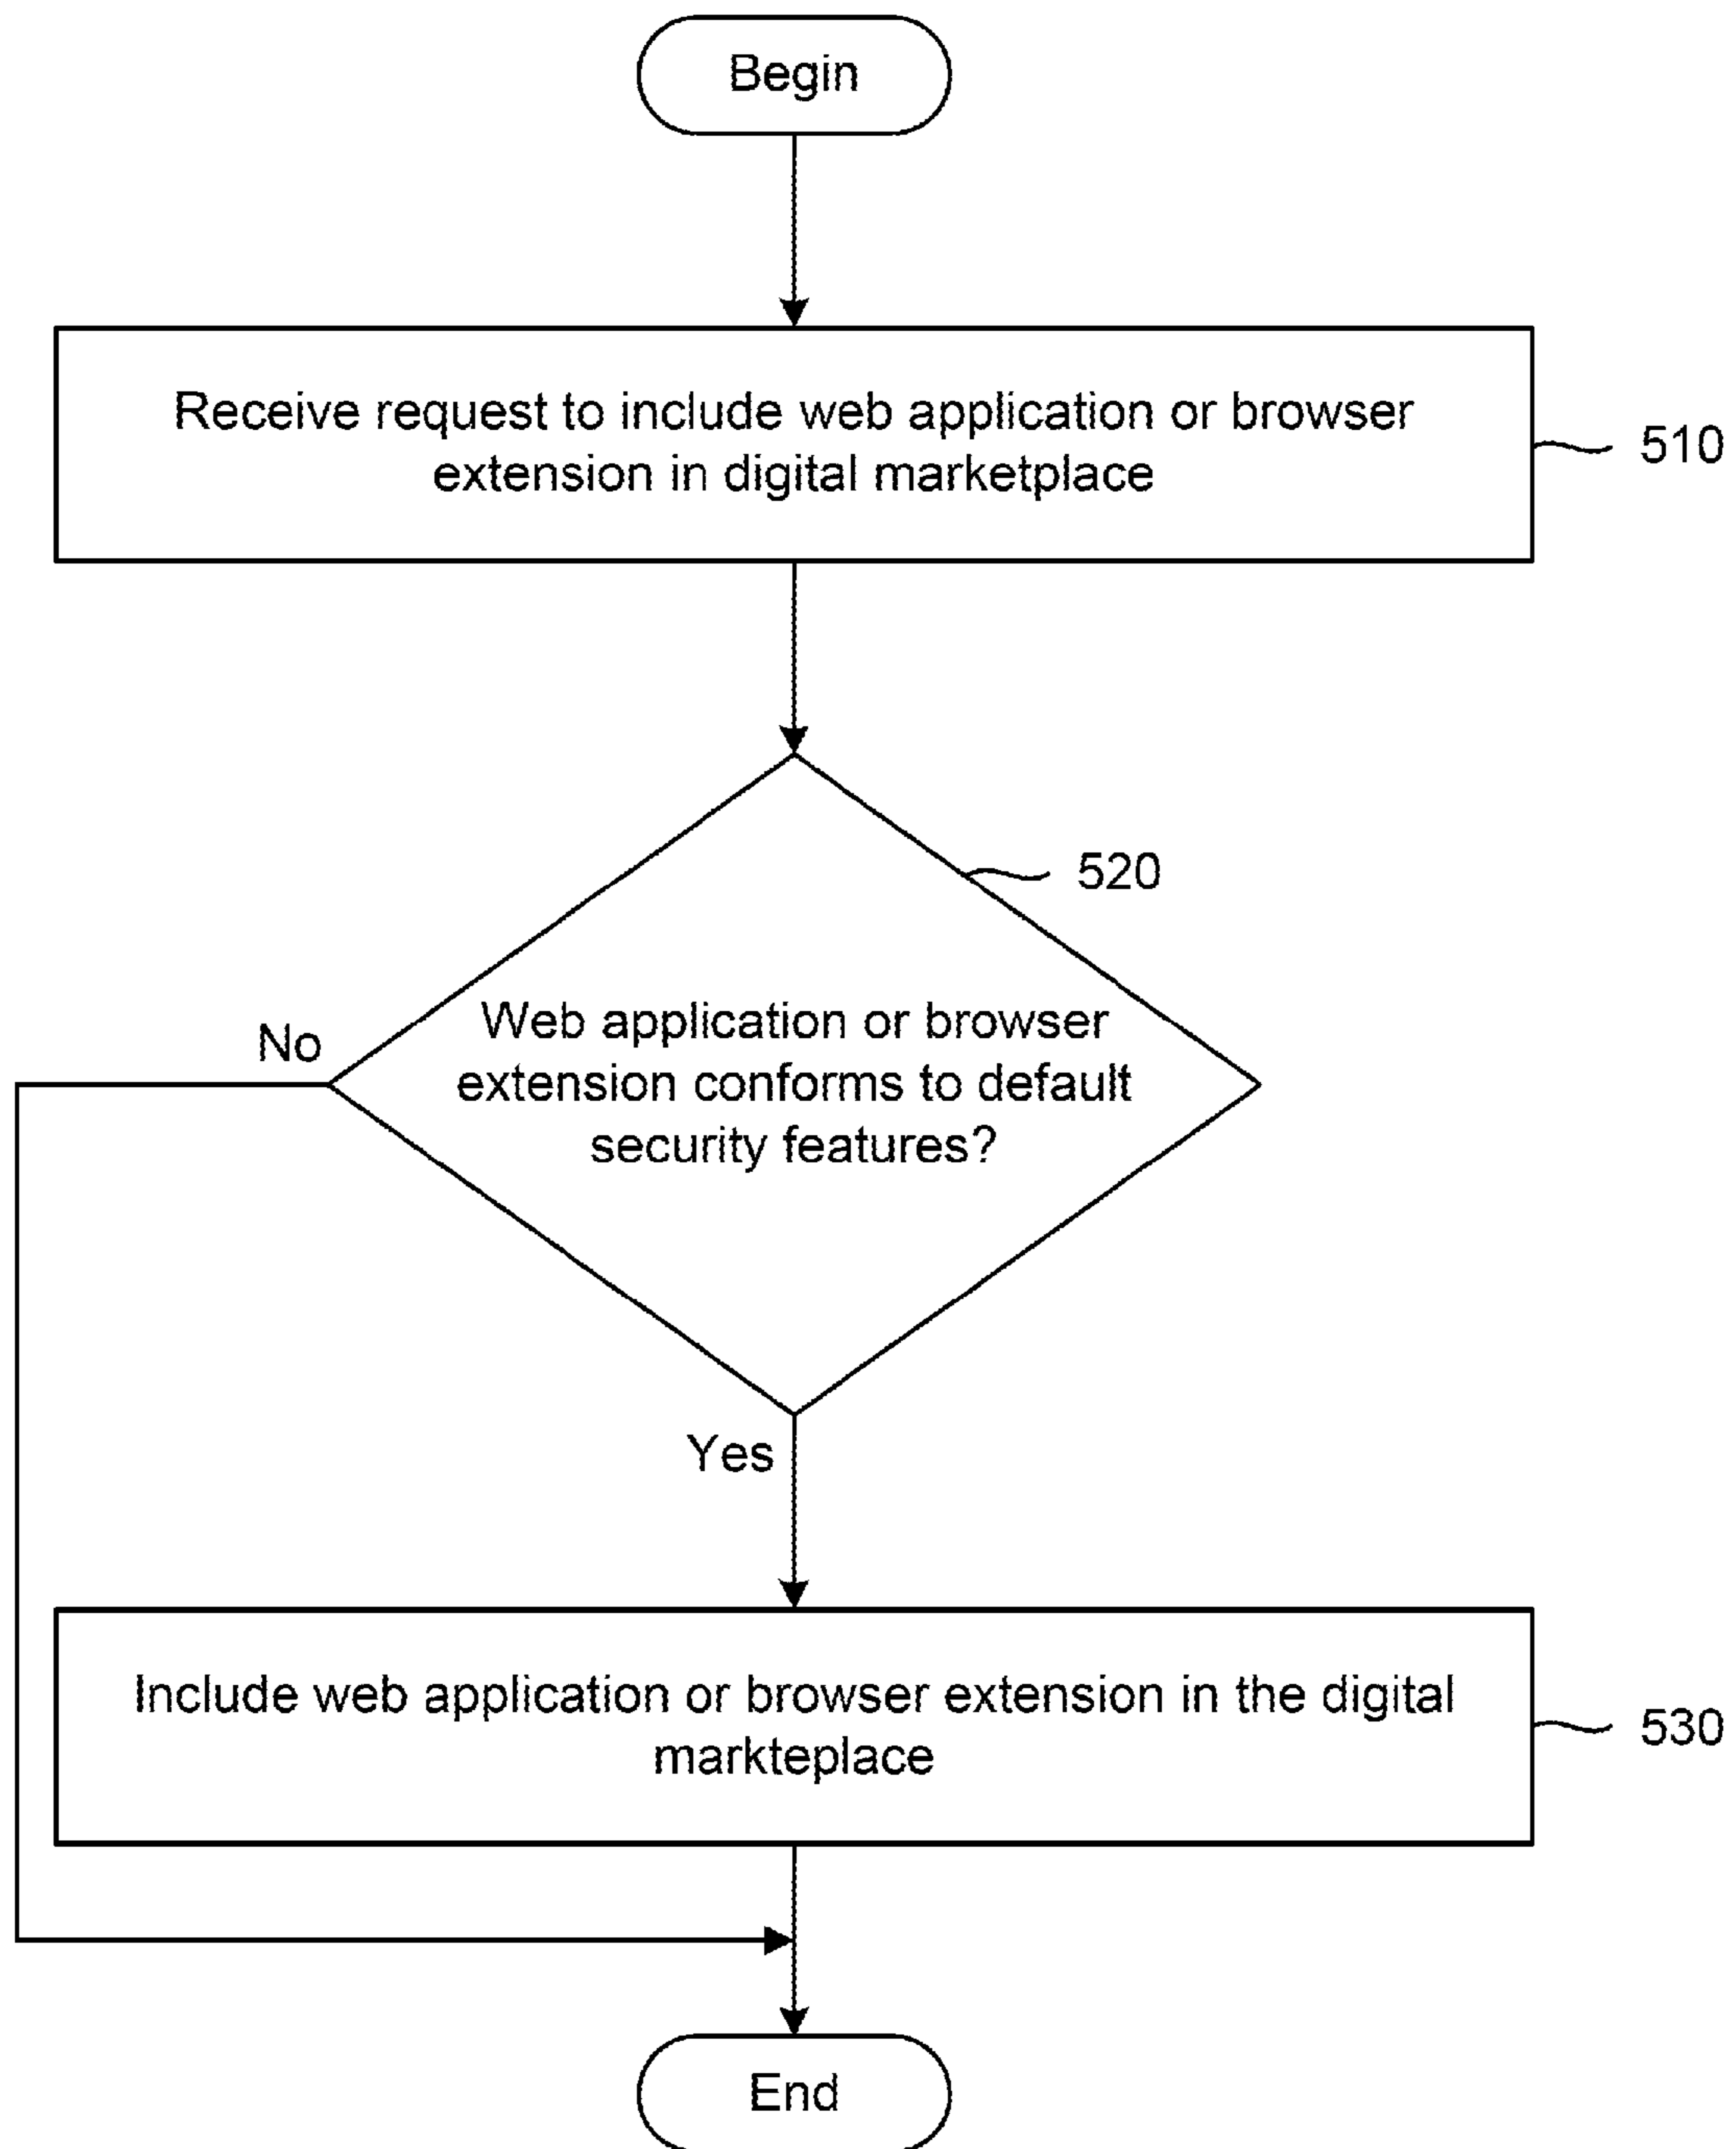 Begin
Receive request to include web application or browser
extension in digital marketplace
510
520
Web application or browser
extension conforms to default
security features?
No
Yes
Include web application or browser extension in the digital
markteplace
530
End